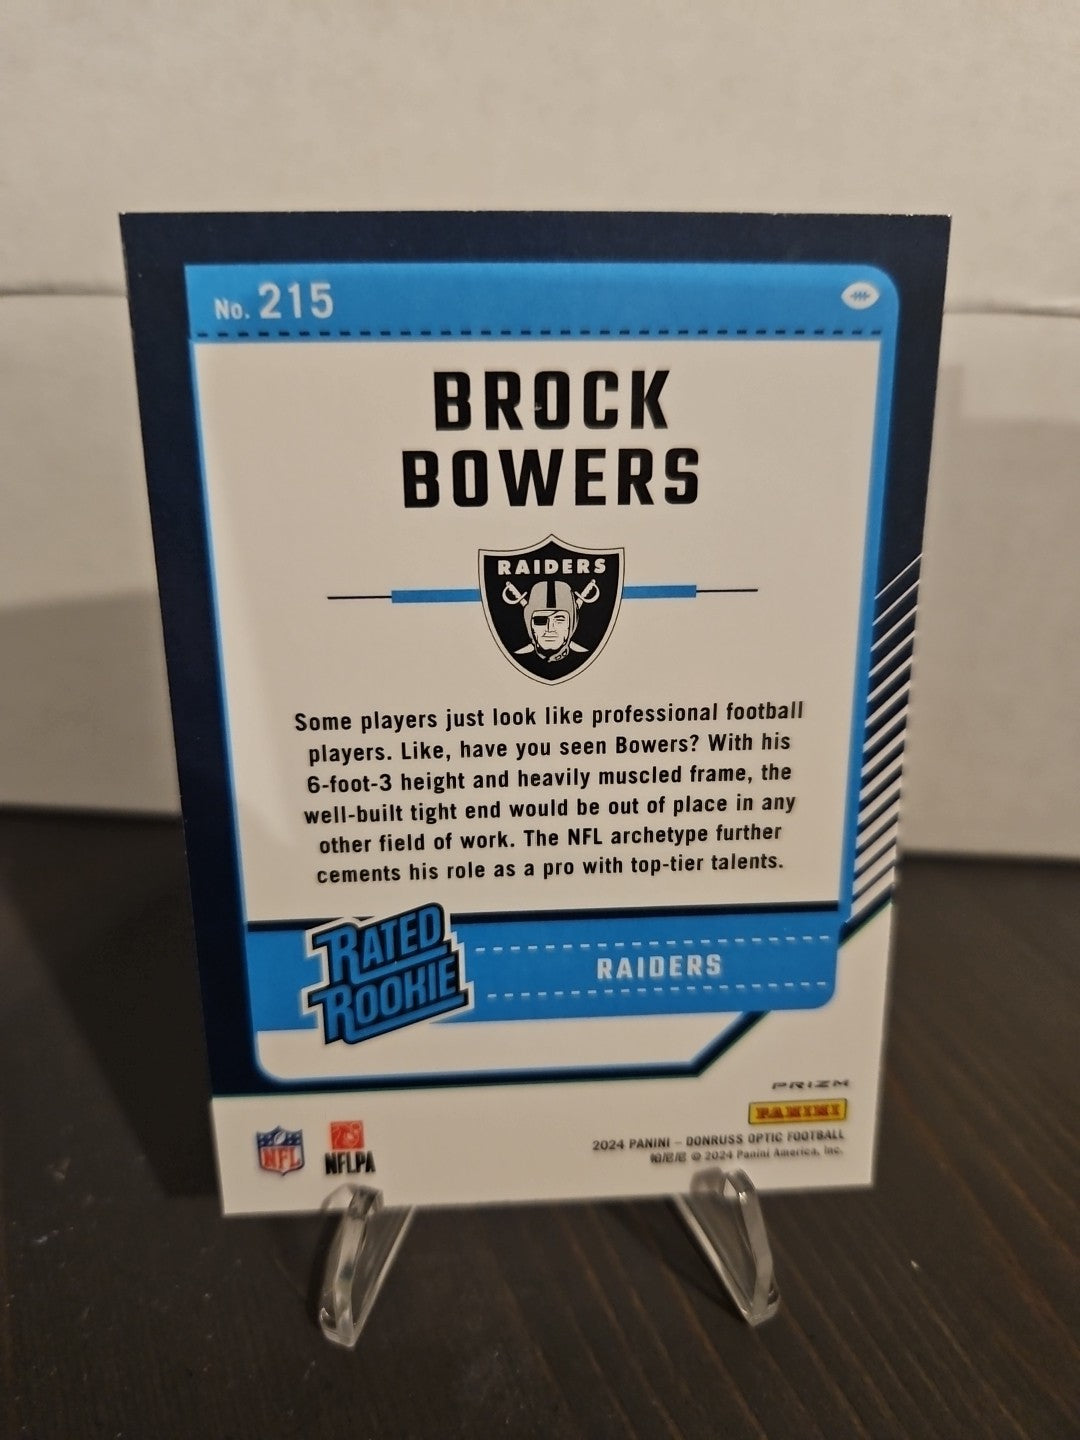 No. 215
BROCK
BOWERS
RAIDERS
Some players just look like professional football
players. Like, have you seen Bowers? With his
6-foot-3 height and heavily muscled frame, the
well-built tight end would be out of place in any
other field of work. The NFL archetype further
cements his role as a pro with top-tier talents.
RATED
ROOKIE
RAIDERS
PRIZM
PANINI
NFL
NFLPA
2024 PANINI – DONRUSS OPTIC FOOTBALL
© 2024 Panini America, Inc.